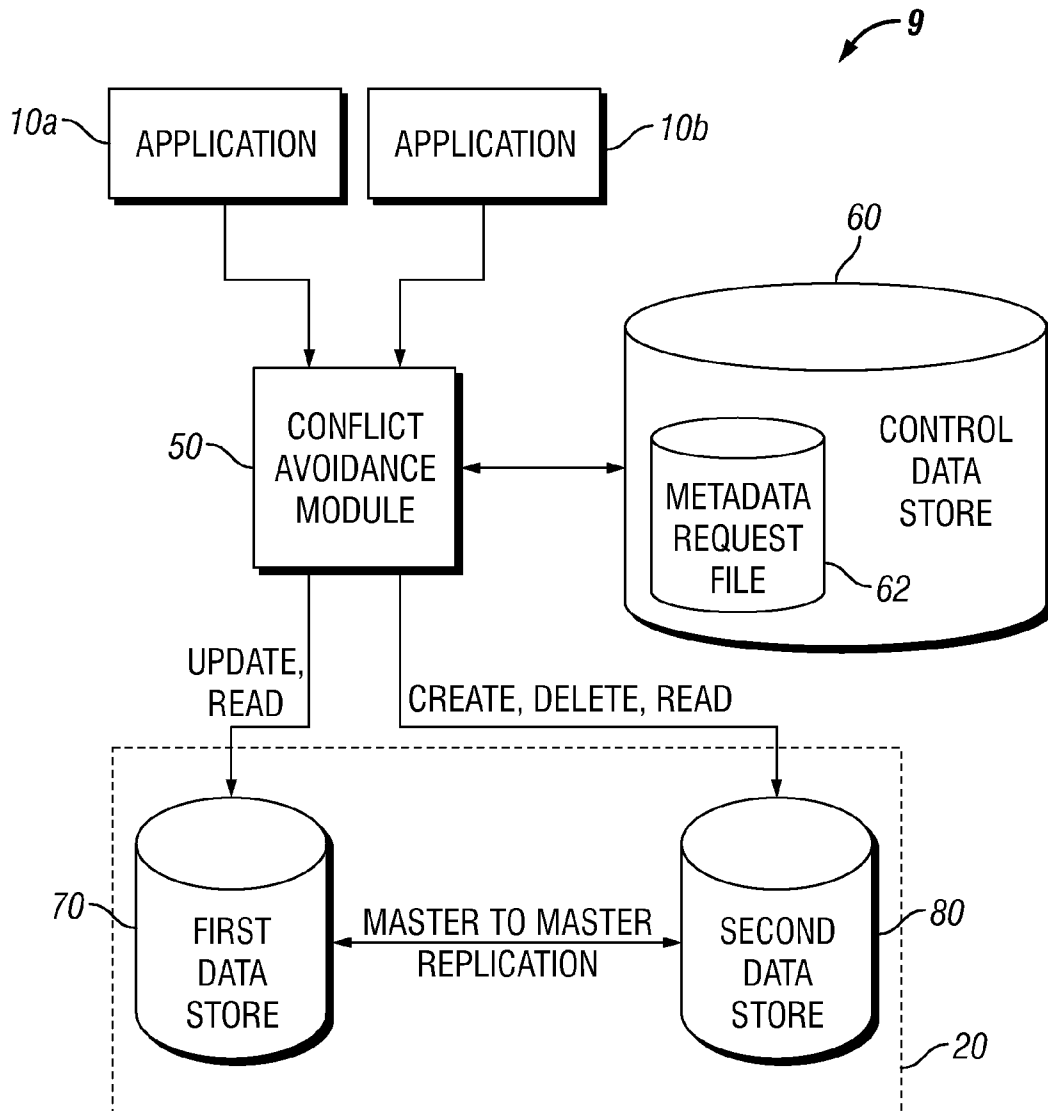 9
10a
APPLICATION
APPLICATION
10b
60
50
CONFLICT
AVOIDANCE
MODULE
CONTROL
DATA
STORE
METADATA
REQUEST
FILE
62
UPDATE,
READ
CREATE, DELETE, READ
70
FIRST
DATA
STORE
MASTER TO MASTER
REPLICATION
SECOND
DATA
STORE
80
20